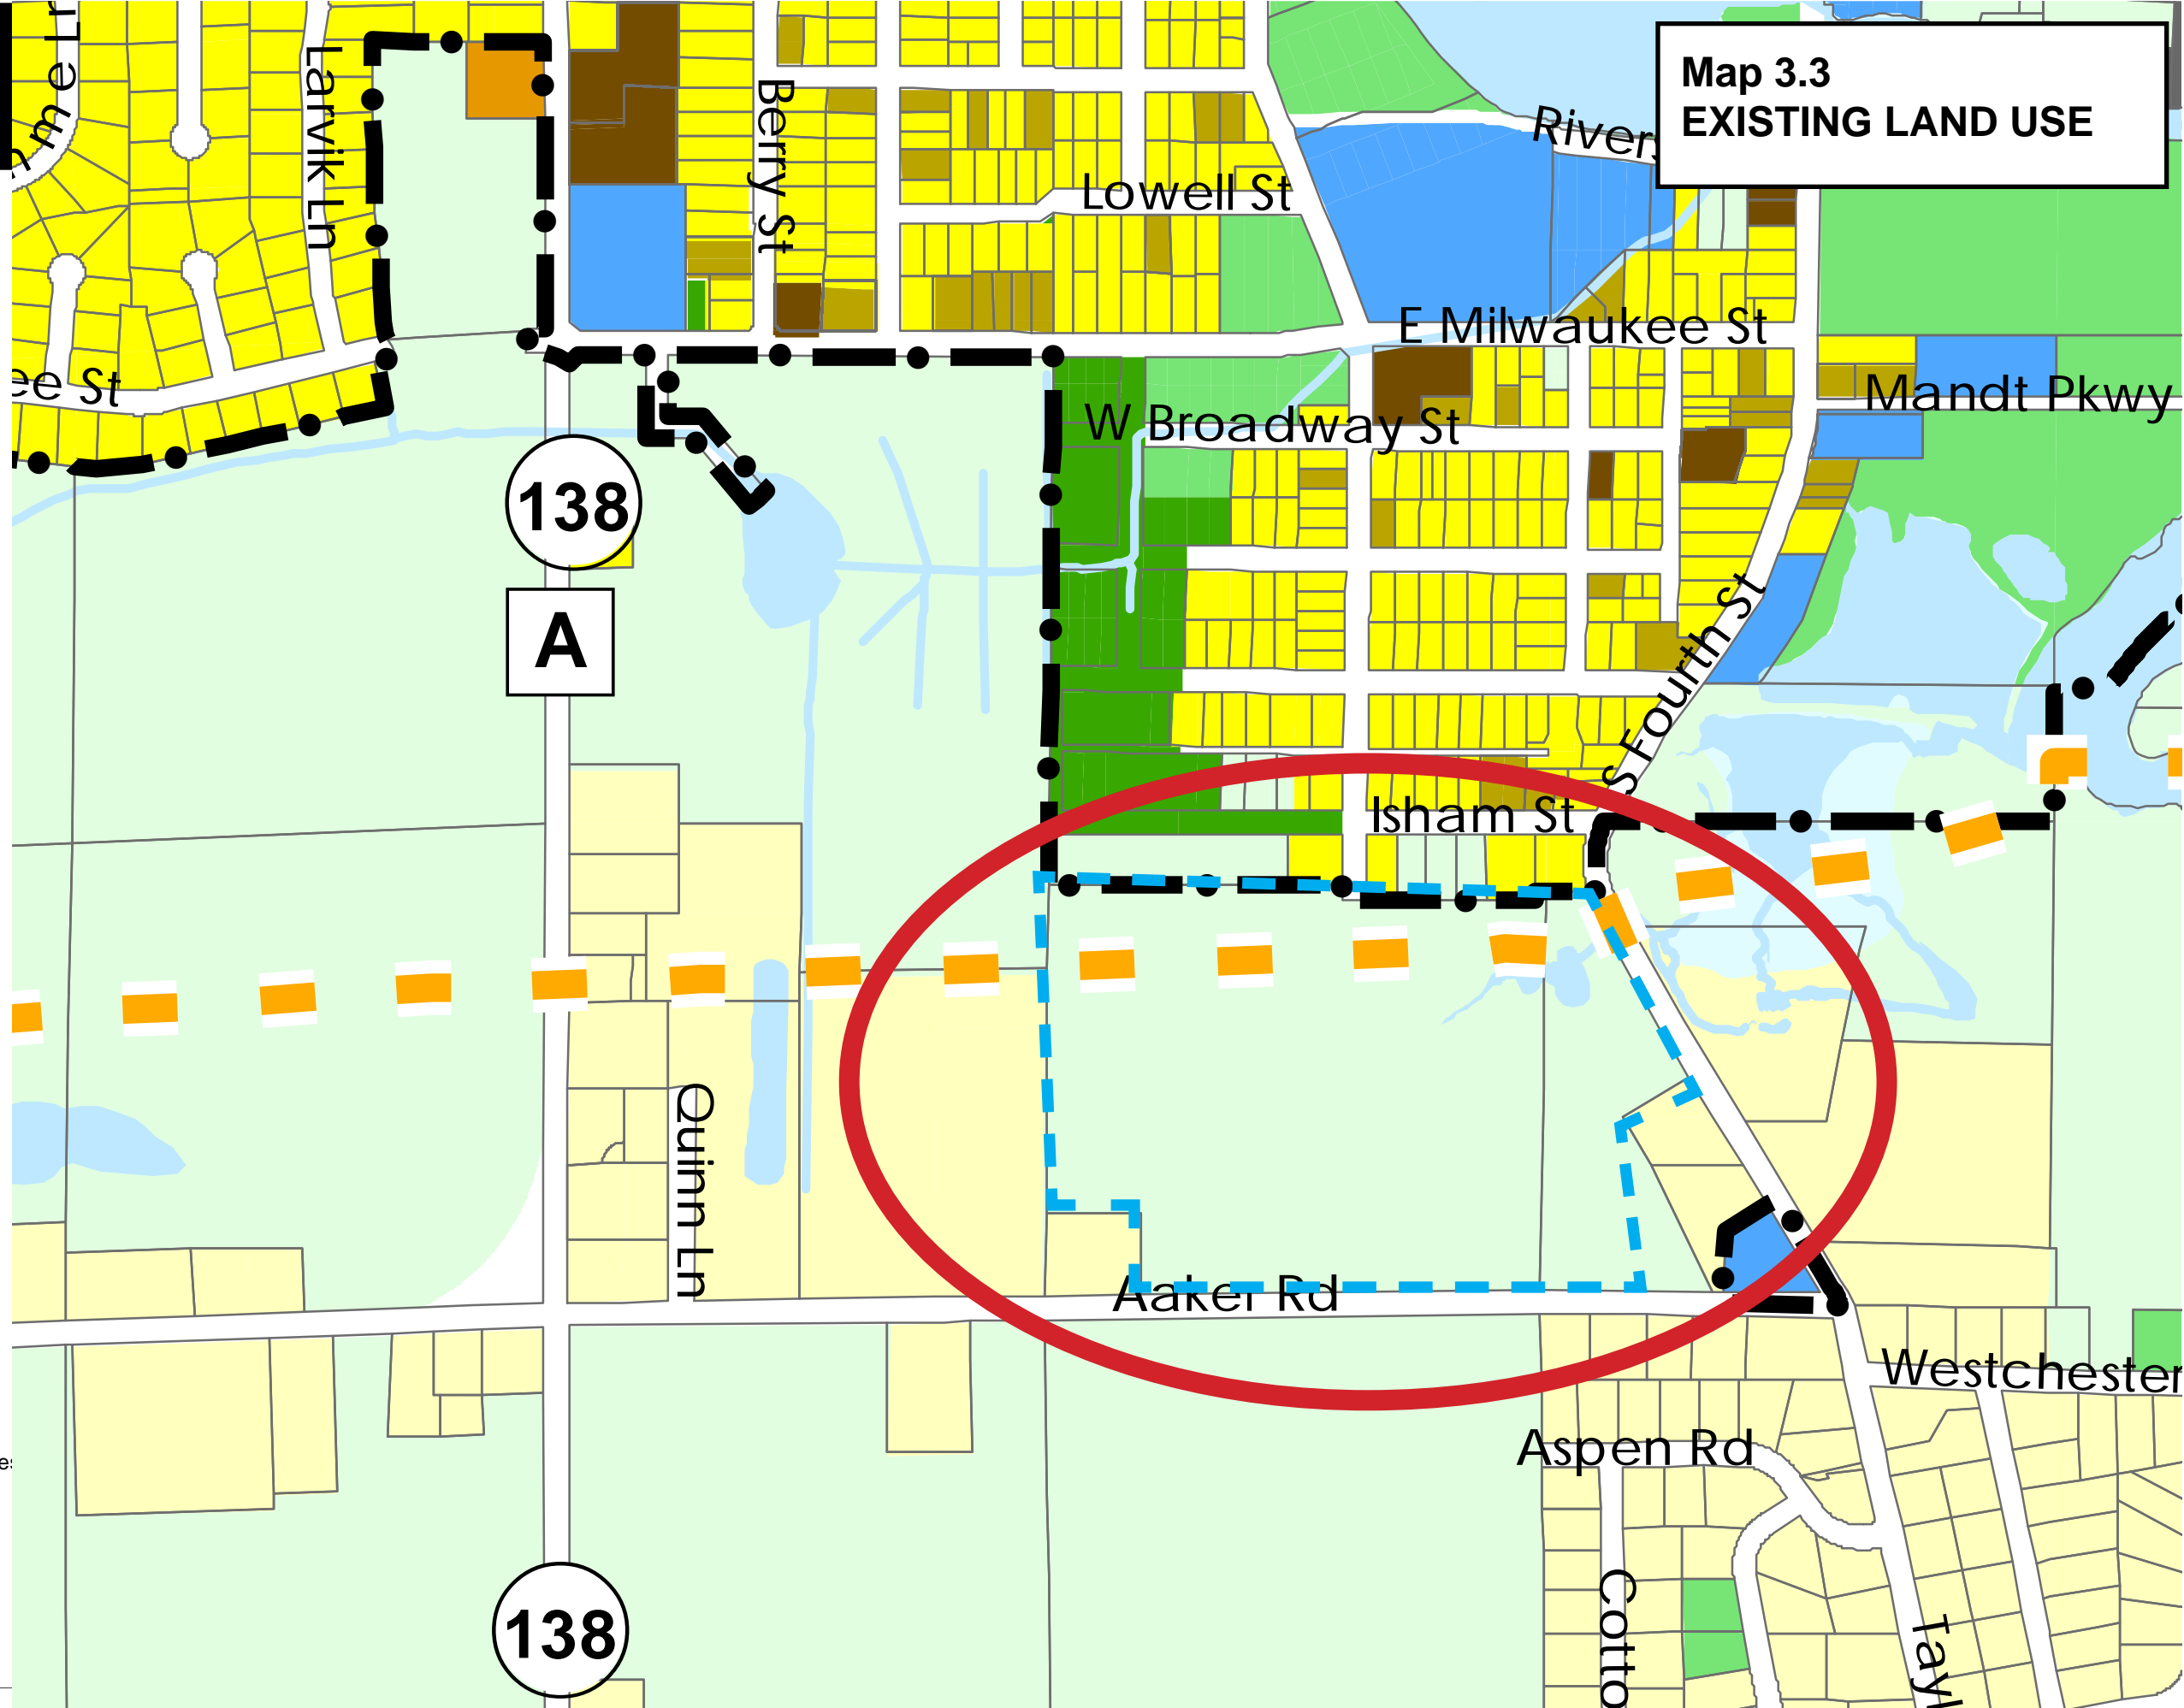 Map 3.3
EXISTING LAND USE
Larvik Ln
Berry St
Lowell St
E Milwaukee St
Mandt Pkwy
W Broadway St
138
A
S Fourth St
Isham St
Quinn Ln
Aaker Rd
Westchester
Aspen Rd
138